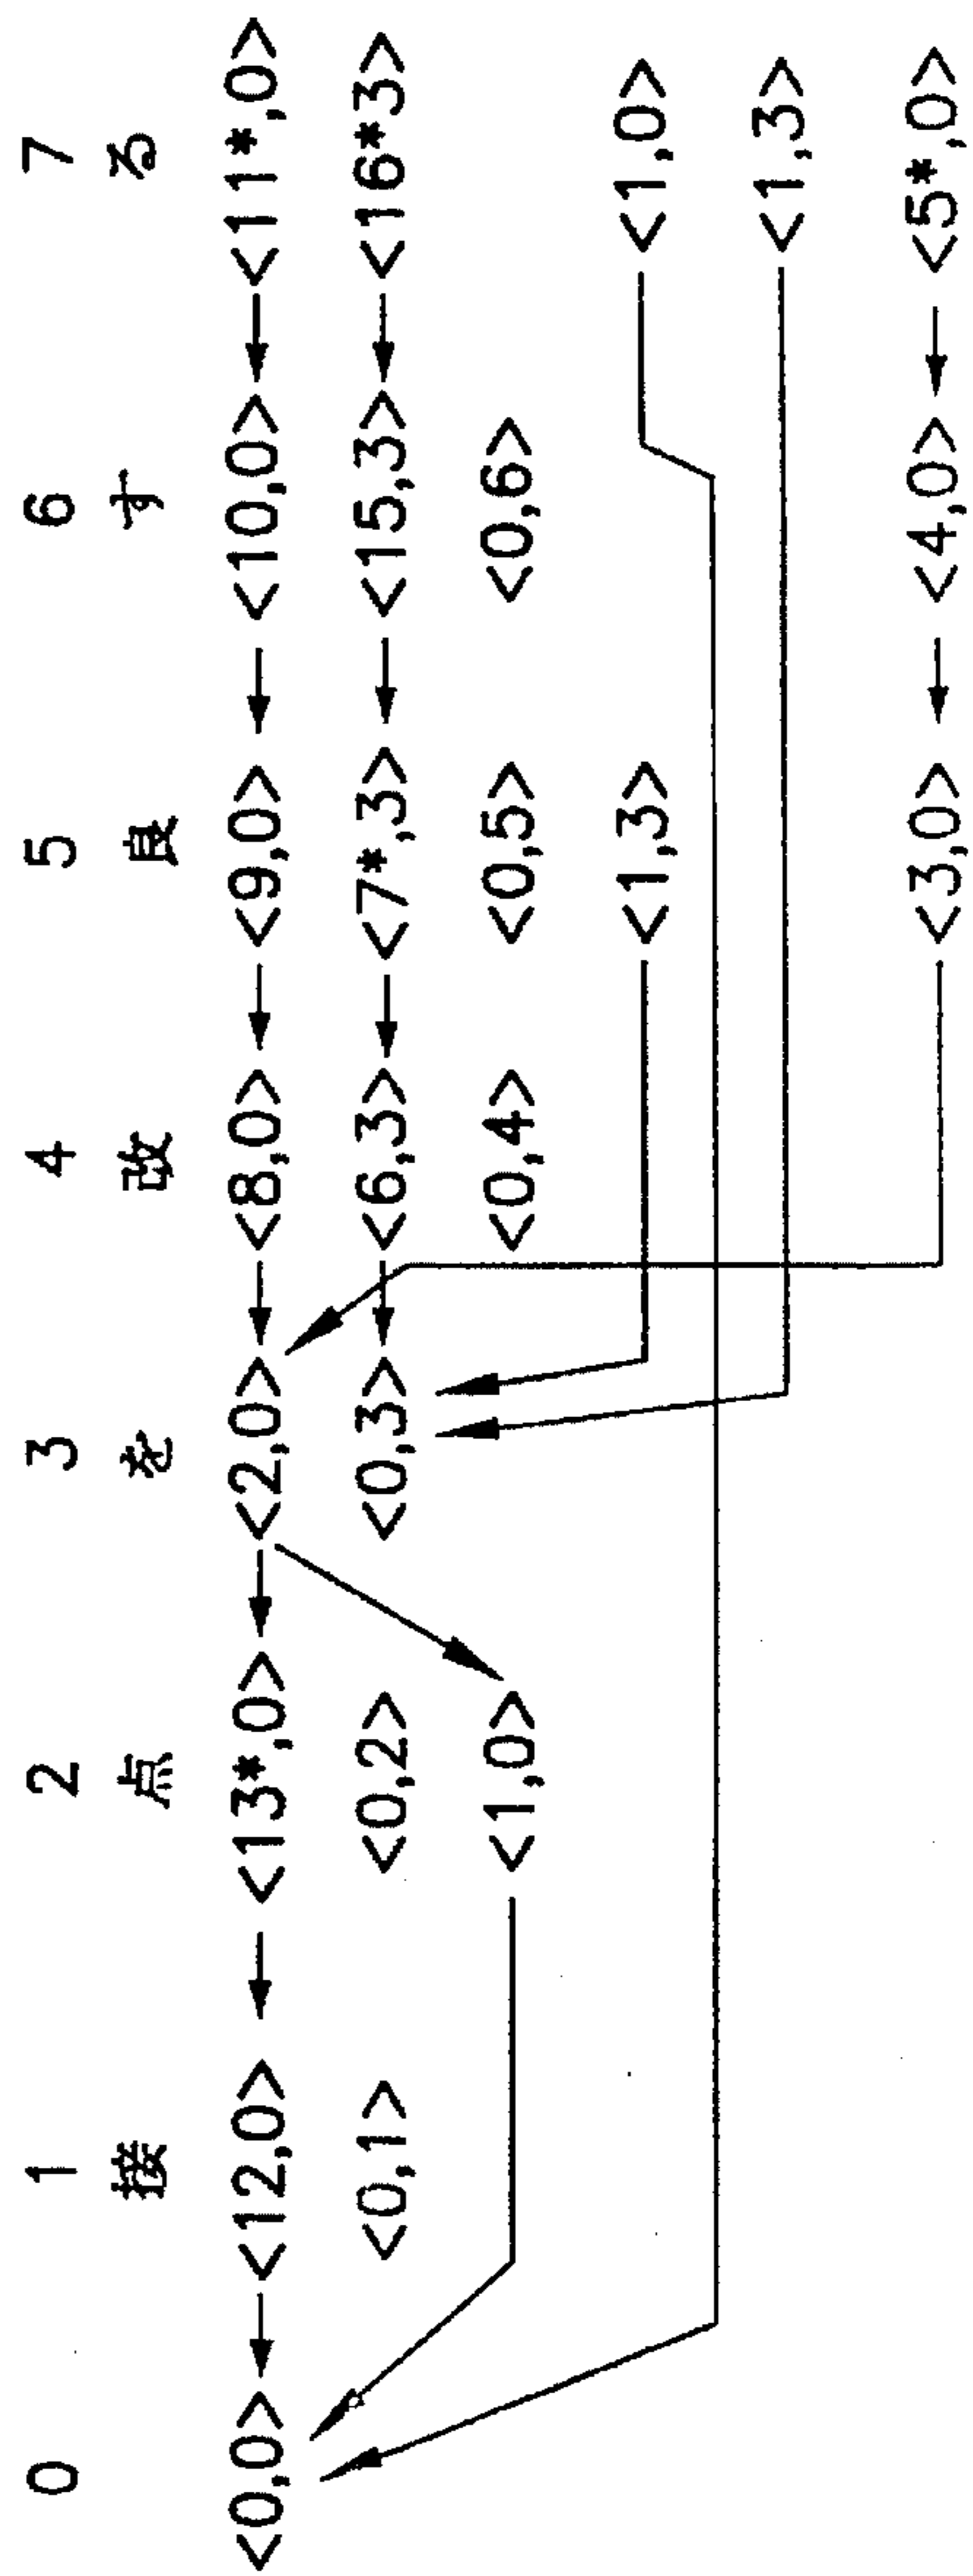 0 1 2 3 4 5 6 7
接 点 を 改 良 す る
<0,0> <12,0> <13*,0> <2,0> <8,0> <9,0> <10,0> <11*,0>
<0,1> <0,2> <0,3> <6,3> <7*,3> <15,3> <16*3>
<1,0> <0,4> <0,5> <0,6>
<1,3> <1,0>
<1,3>
<3,0> <4,0> <5*,0>